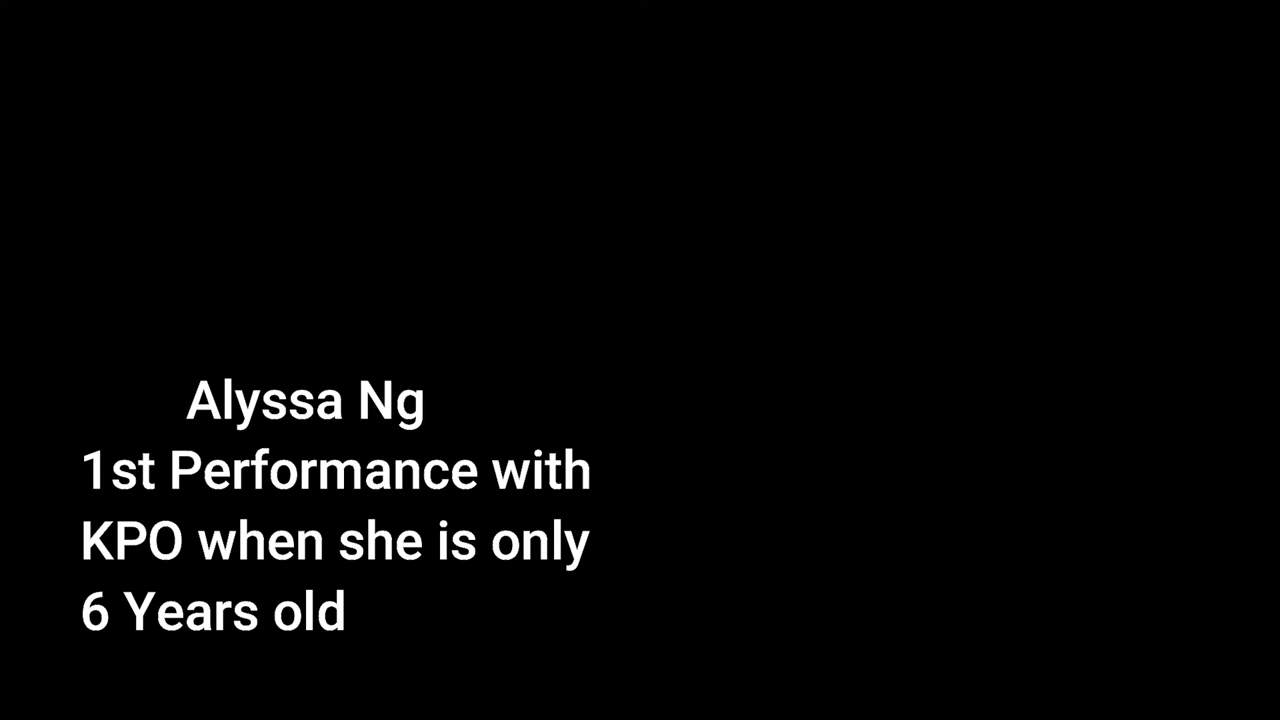 Alyssa Ng
1st Performance with
KPO when she is only
6 Years old